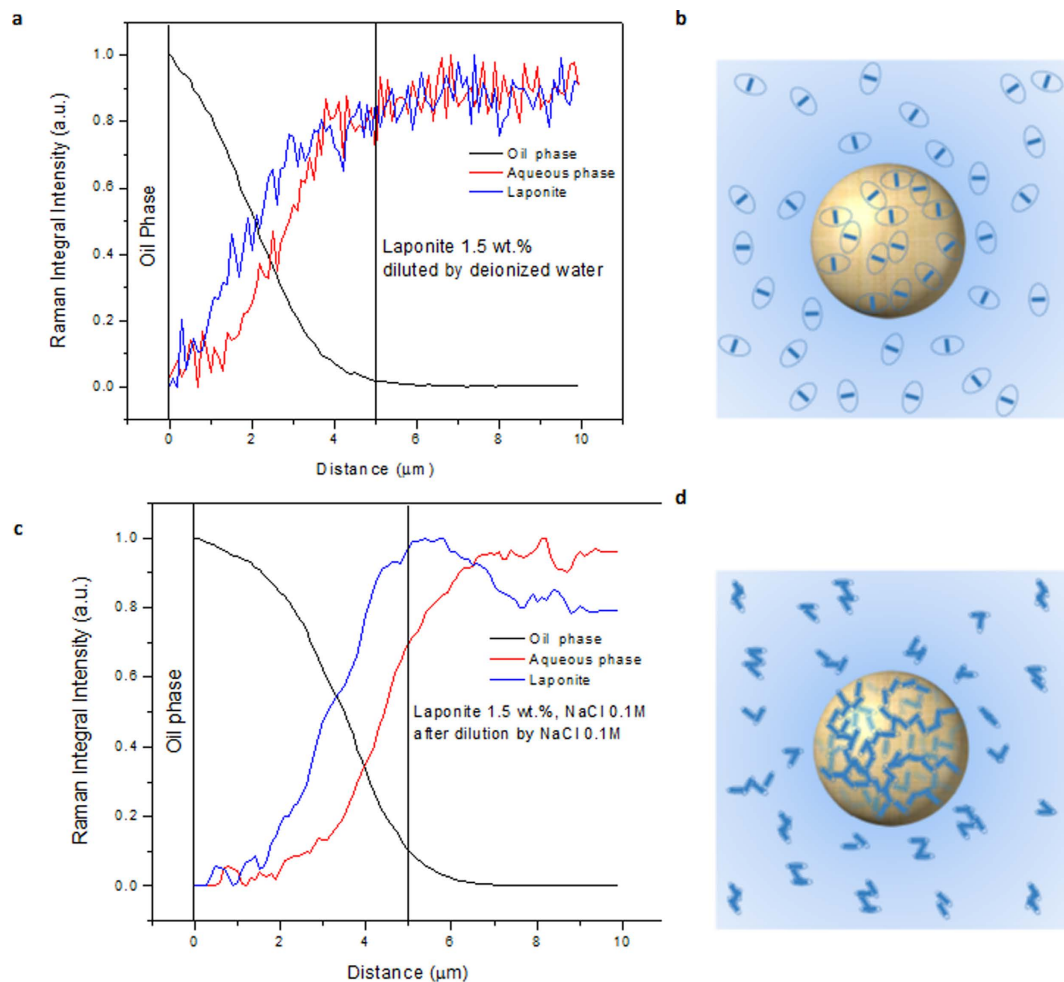 a
b
Oil Phase
Raman Integral Intensity (a.u.)
1.0
0.8
0.6
0.4
0.2
0.0
Oil phase
Aqueous phase
Laponite
Laponite 1.5 wt.%
diluted by deionized water
0 2 4 6 8 10
Distance (μm)
c
d
Oil phase
Raman Integral Intensity (a.u.)
1.0
0.8
0.6
0.4
0.2
0.0
Oil phase
Aqueous phase
Laponite
Laponite 1.5 wt.%, NaCl 0.1M
after dilution by NaCl 0.1M
0 2 4 6 8 10
Distance (μm)